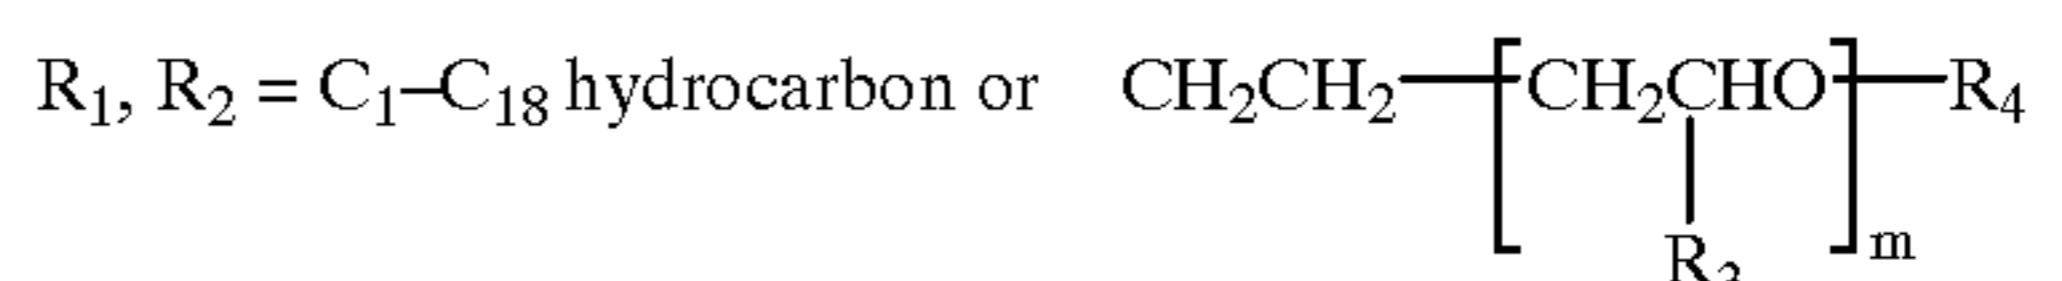 R₁, R₂ = C₁–C₁₈ hydrocarbon or CH₂CH₂—[CH₂CHO]ₘ—R₄
R₃